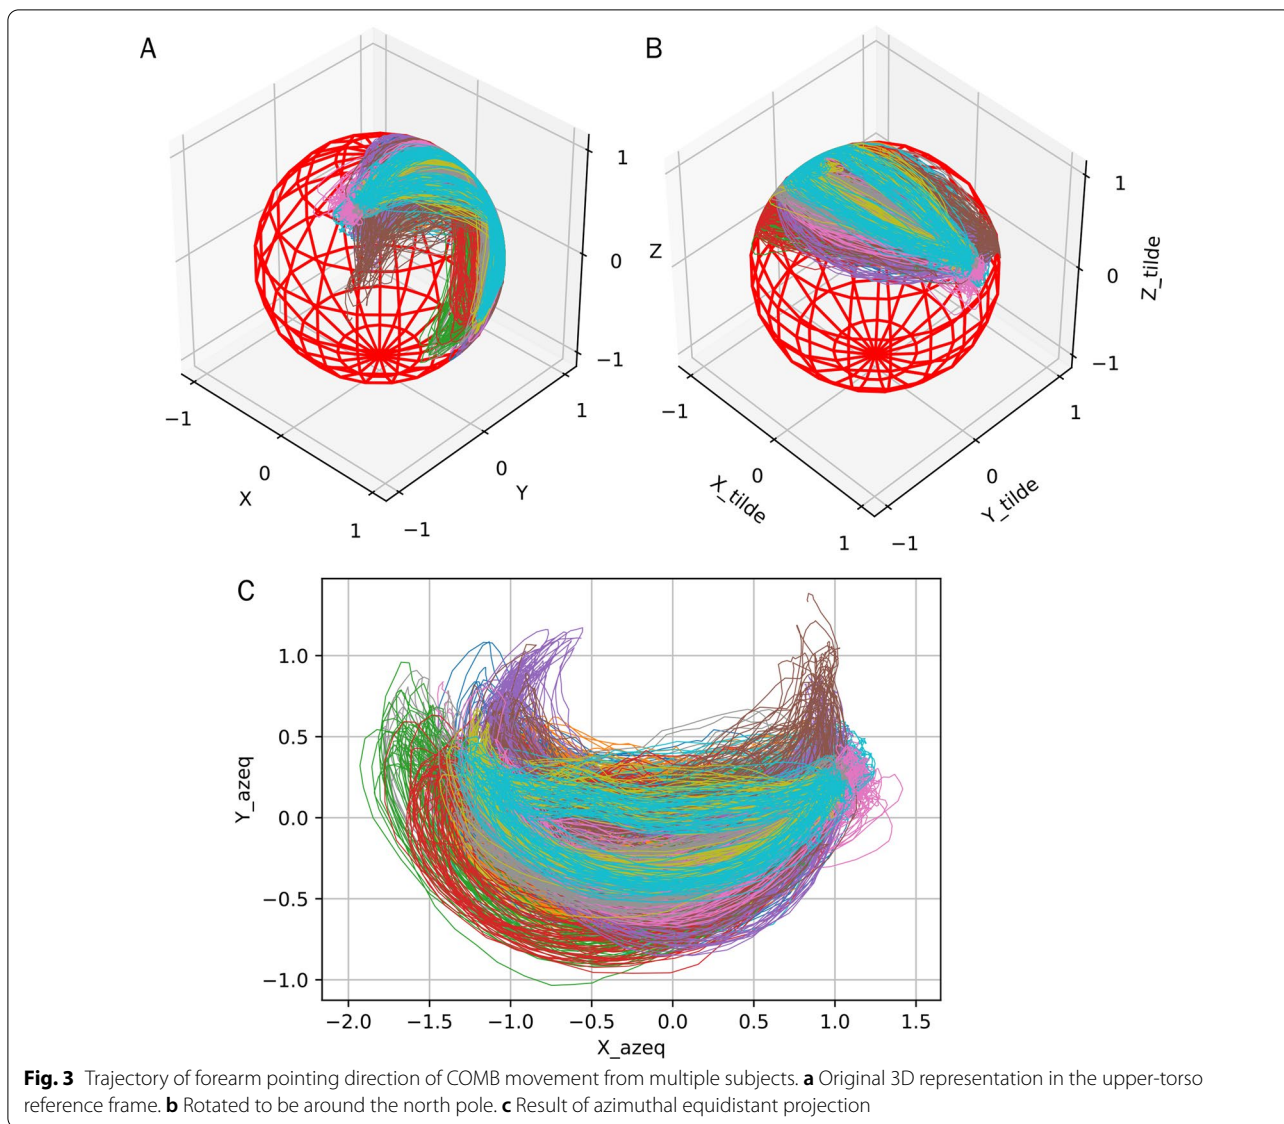 A
B
1
0
−1
Z
−1
0
1
X
−1
0
1
Y
1
0
−1
Z_tilde
−1
0
1
X_tilde
−1
0
1
Y_tilde
C
1.0
0.5
0.0
−0.5
−1.0
Y_azeq
−2.0 −1.5 −1.0 −0.5 0.0 0.5 1.0 1.5
X_azeq
Fig. 3 Trajectory of forearm pointing direction of COMB movement from multiple subjects. a Original 3D representation in the upper-torso
reference frame. b Rotated to be around the north pole. c Result of azimuthal equidistant projection